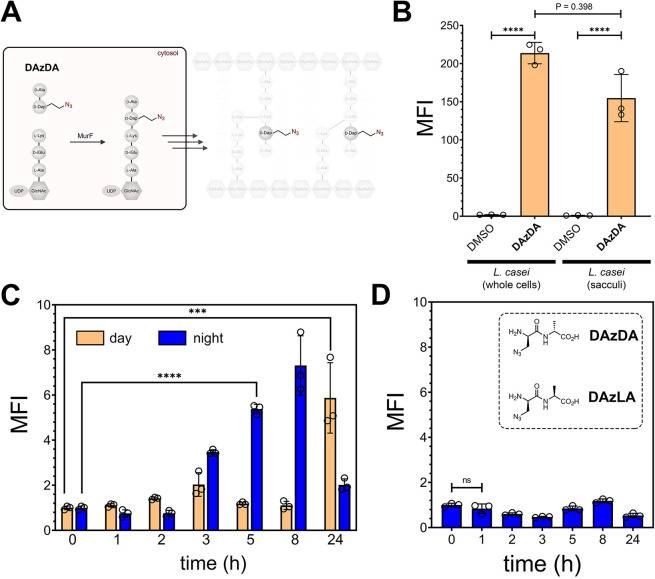 A
cytosol
DAzDA
D-Ala
D-Dap
N₃
L-Lys
D-iGlu
L-Ala
UDP
GlcNAc
MurF
D-Ala
D-Dap
N₃
L-Lys
D-iGlu
L-Ala
UDP
GlcNAc
D-Dap
N₃
D-Dap
N₃
B
P = 0.398
****
****
MFI
250
200
150
100
50
0
DMSO
DAzDA
DMSO
DAzDA
L. casei
(whole cells)
L. casei
(sacculi)
C
***
day
night
****
MFI
10
8
6
4
2
0
0 1 2 3 5 8 24
time (h)
D
H₂N
O
N
H
CO₂H
N₃
DAzDA
H₂N
O
N
H
CO₂H
N₃
DAzLA
ns
MFI
10
8
6
4
2
0
0 1 2 3 5 8 24
time (h)